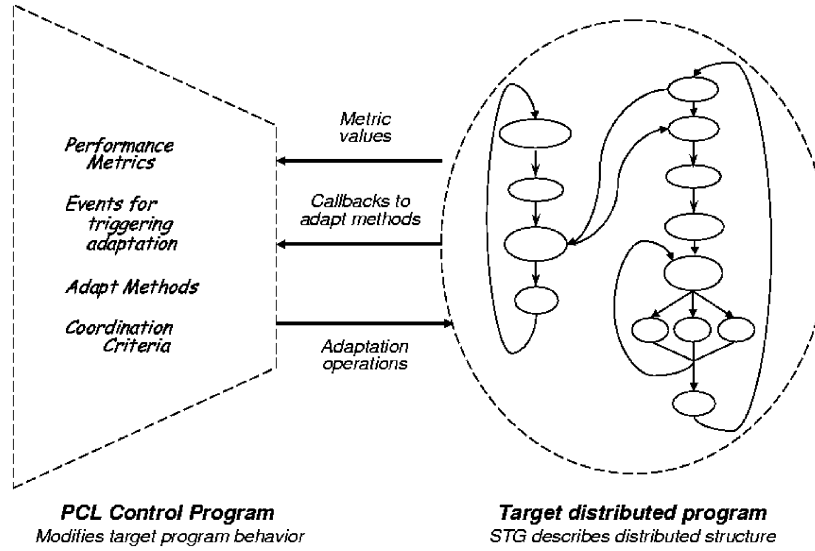 Performance
Metrics
Events for
triggering
adaptation
Adapt Methods
Coordination
Criteria
Metric
values
Callbacks to
adapt methods
Adaptation
operations
PCL Control Program
Modifies target program behavior
Target distributed program
STG describes distributed structure